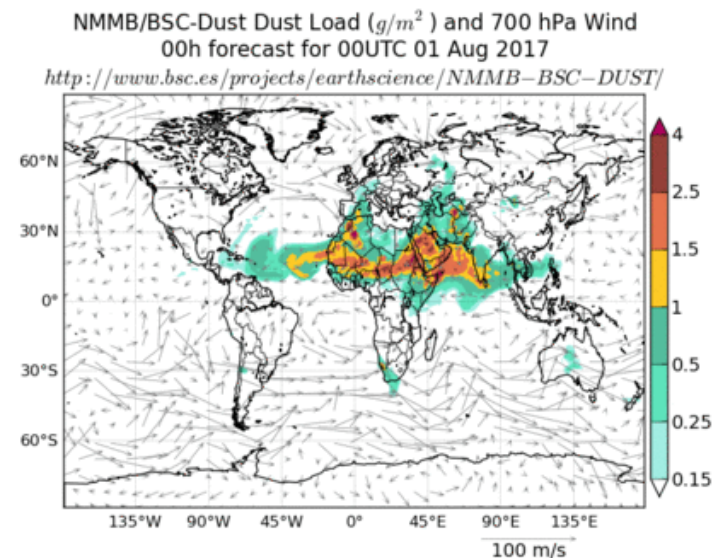 NMMB/BSC-Dust Dust Load (g/m² ) and 700 hPa Wind
00h forecast for 00UTC 01 Aug 2017
http://www.bsc.es/projects/earthscience/NMMB−BSC−DUST/
60°N
30°N
0°
30°S
60°S
135°W 90°W 45°W 0° 45°E 90°E 135°E
100 m/s
4
2.5
1.5
1
0.5
0.25
0.15